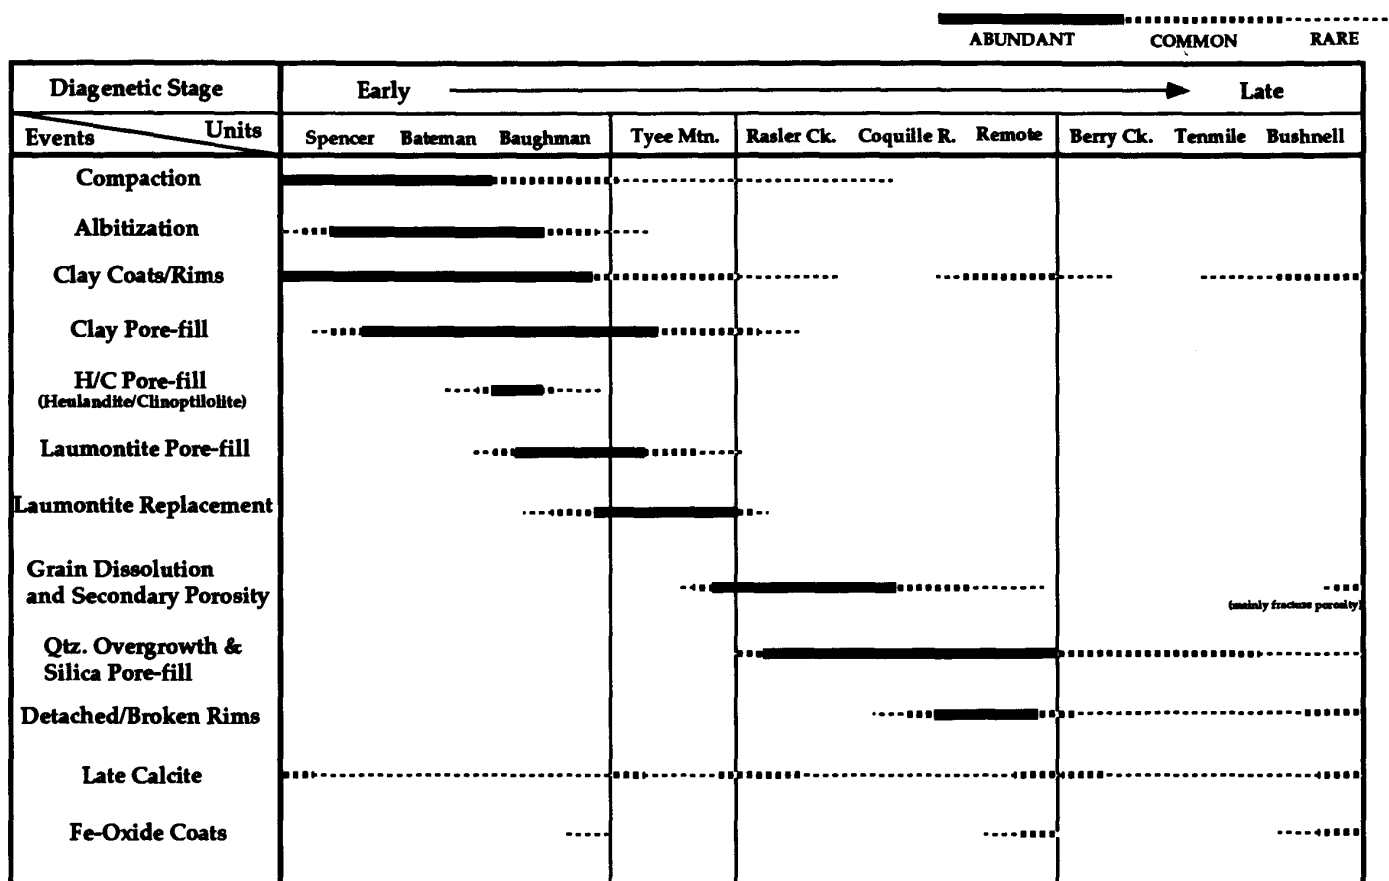 ABUNDANT COMMON RARE
Diagenetic Stage Early Late
Events Units Spencer Bateman Baughman Tyee Mtn. Rasler Ck. Coquille R. Remote Berry Ck. Tenmile Bushnell
Compaction
Albitization
Clay Coats/Rims
Clay Pore-fill
H/C Pore-fill
(Heulandite/Clinoptilolite)
Laumontite Pore-fill
Laumontite Replacement
Grain Dissolution
and Secondary Porosity
(mainly fracture porosity)
Qtz. Overgrowth &
Silica Pore-fill
Detached/Broken Rims
Late Calcite
Fe-Oxide Coats